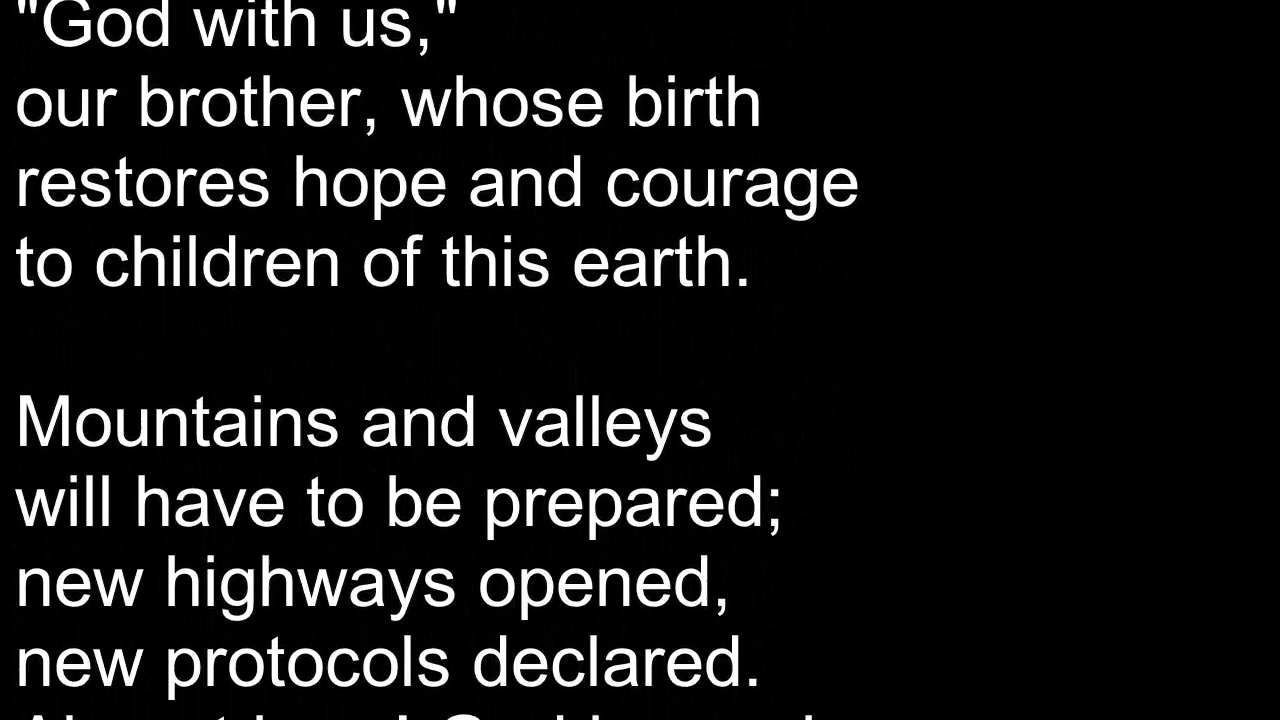 "God with us,"
our brother, whose birth
restores hope and courage
to children of this earth.
Mountains and valleys
will have to be prepared;
new highways opened,
new protocols declared.